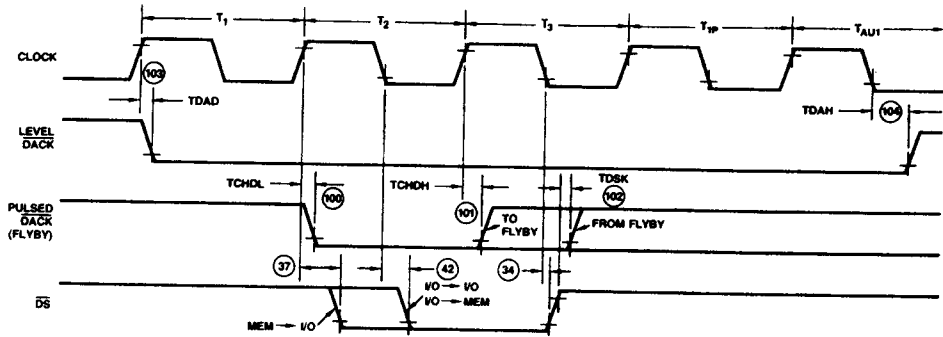 T1 T2 T3 T1P TAU1
CLOCK
103
TDAD
TDAH
104
LEVEL
DACK
TCHDL
100
TCHDH
101
TDSK
102
PULSED
DACK
(FLYBY)
TO
FLYBY
FROM FLYBY
37
42
34
I/O → I/O
I/O → MEM
DS
MEM → I/O